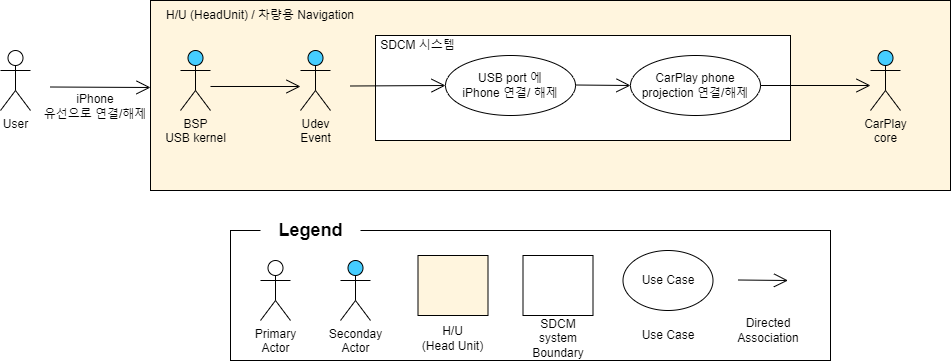 H/U (HeadUnit) / 차량용 Navigation
SDCM 시스템
USB port 에
iPhone 연결/ 해제
CarPlay phone
projection 연결/해제
iPhone
유선으로 연결/해제
User
BSP
USB kernel
Udev
Event
CarPlay
core
Legend
Primary
Actor
Seconday
Actor
H/U
(Head Unit)
SDCM
system
Boundary
Use Case
Use Case
Directed
Association